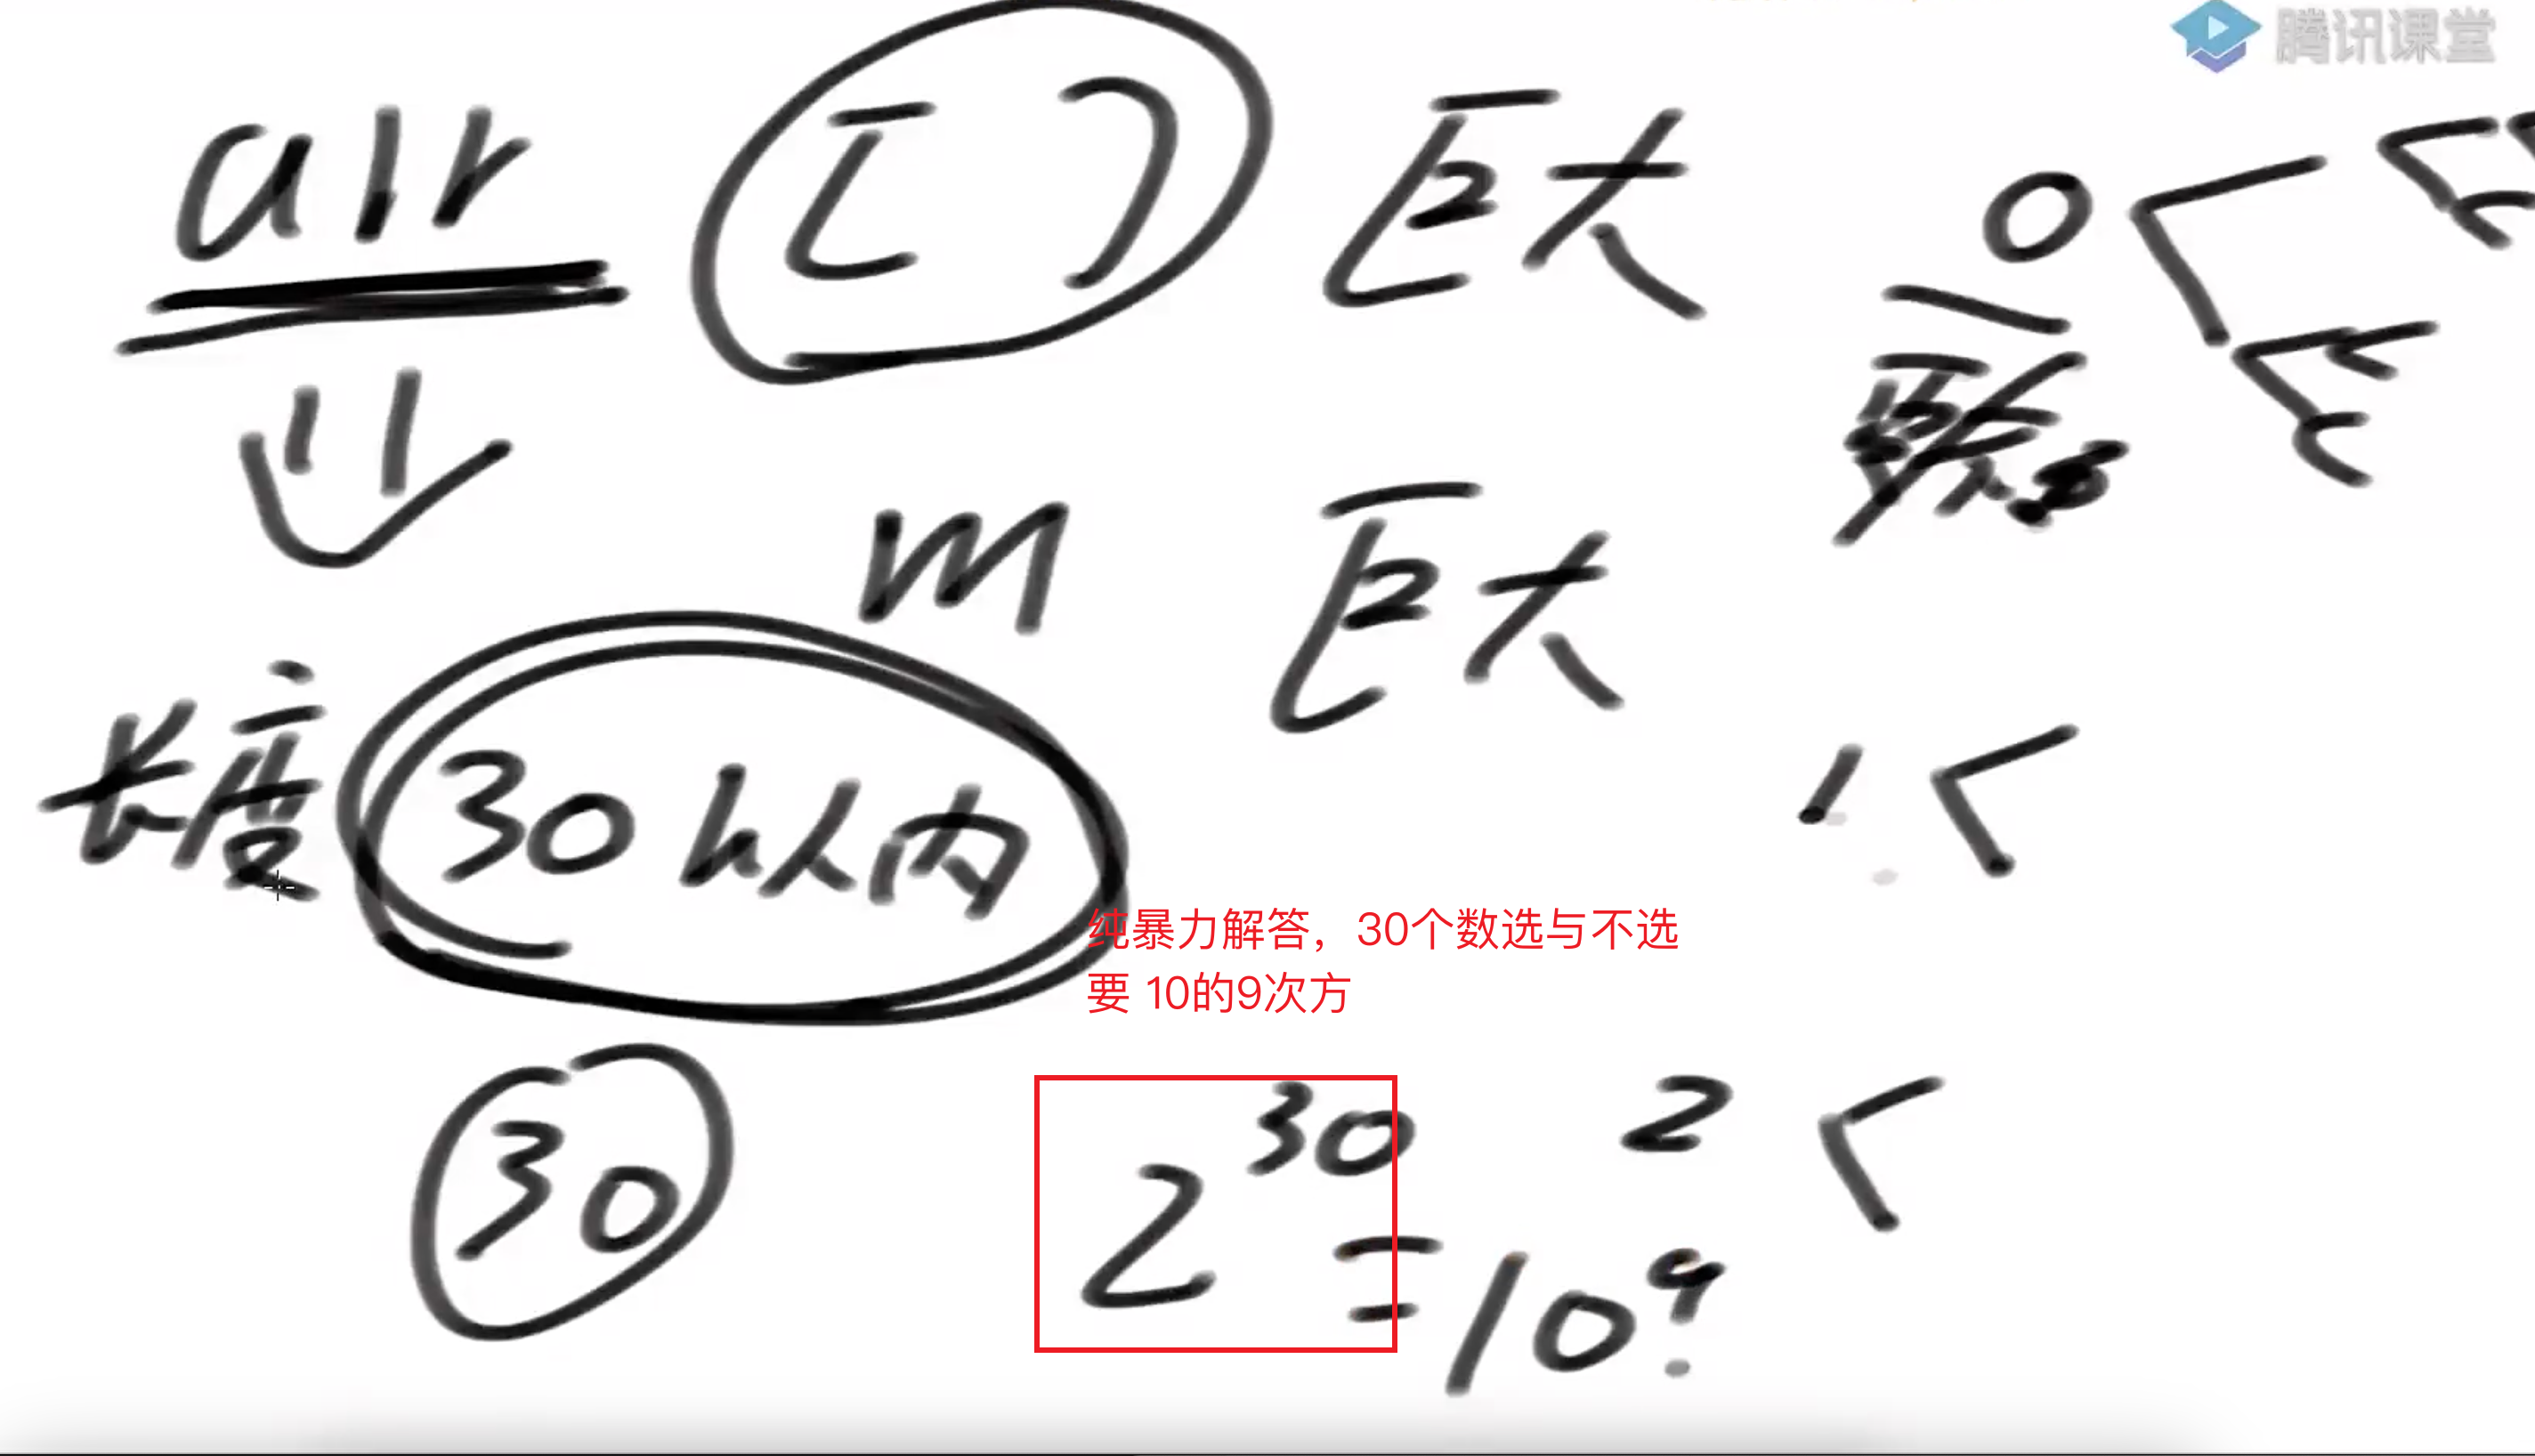 腾讯课堂
arr [ ] 巨大 0
m 巨大
长度 30以内 1
纯暴力解答，30个数选与不选
要 10的9次方
30 2^30 2
= 10^9